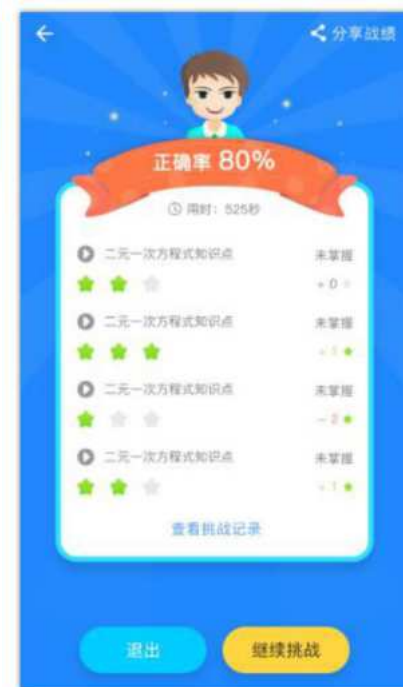 分享战绩
正确率 80%
用时：525秒
二元一次方程式知识点 未掌握
+ 0
二元一次方程式知识点 未掌握
+ 1
二元一次方程式知识点 未掌握
- 2
二元一次方程式知识点 未掌握
+ 1
查看挑战记录
退出 继续挑战